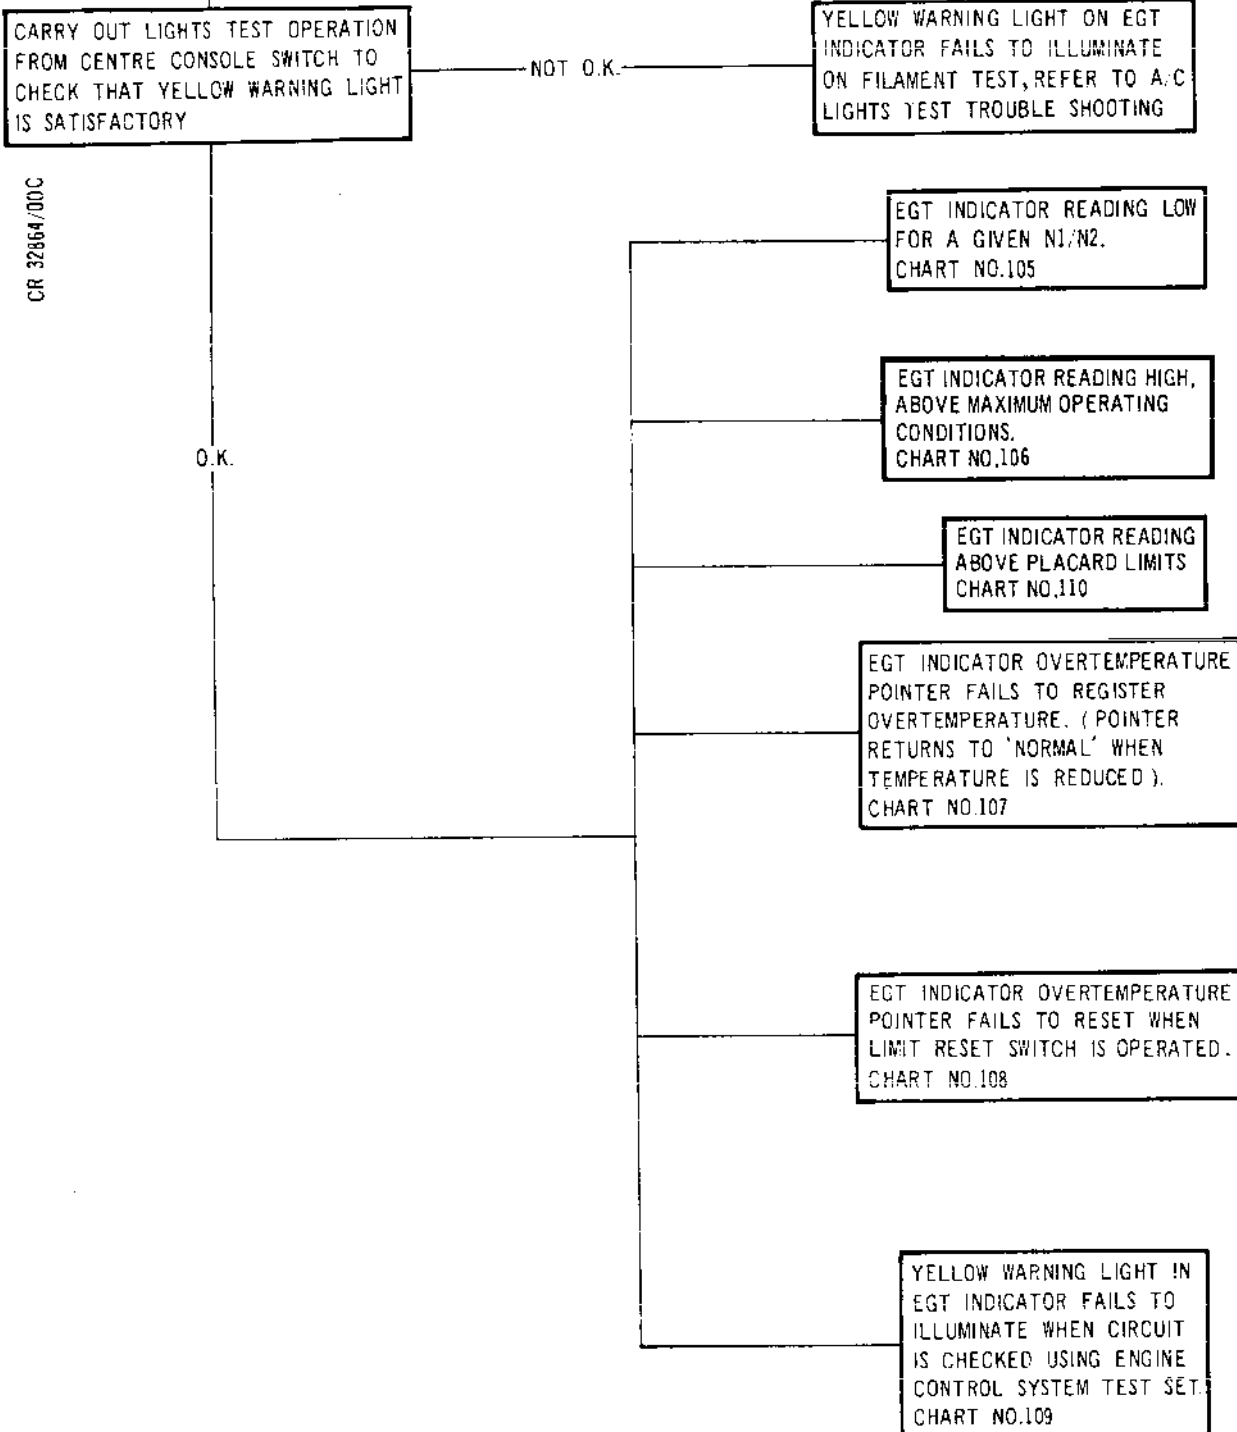 CARRY OUT LIGHTS TEST OPERATION
FROM CENTRE CONSOLE SWITCH TO
CHECK THAT YELLOW WARNING LIGHT
IS SATISFACTORY
NOT O.K.
YELLOW WARNING LIGHT ON EGT
INDICATOR FAILS TO ILLUMINATE
ON FILAMENT TEST, REFER TO A/C
LIGHTS TEST TROUBLE SHOOTING
CR 32864/00C
O.K.
EGT INDICATOR READING LOW
FOR A GIVEN N1/N2.
CHART NO.105
EGT INDICATOR READING HIGH,
ABOVE MAXIMUM OPERATING
CONDITIONS.
CHART NO.106
EGT INDICATOR READING
ABOVE PLACARD LIMITS
CHART NO.110
EGT INDICATOR OVERTEMPERATURE
POINTER FAILS TO REGISTER
OVERTEMPERATURE. (POINTER
RETURNS TO 'NORMAL' WHEN
TEMPERATURE IS REDUCED).
CHART NO.107
EGT INDICATOR OVERTEMPERATURE
POINTER FAILS TO RESET WHEN
LIMIT RESET SWITCH IS OPERATED.
CHART NO.108
YELLOW WARNING LIGHT IN
EGT INDICATOR FAILS TO
ILLUMINATE WHEN CIRCUIT
IS CHECKED USING ENGINE
CONTROL SYSTEM TEST SET.
CHART NO.109